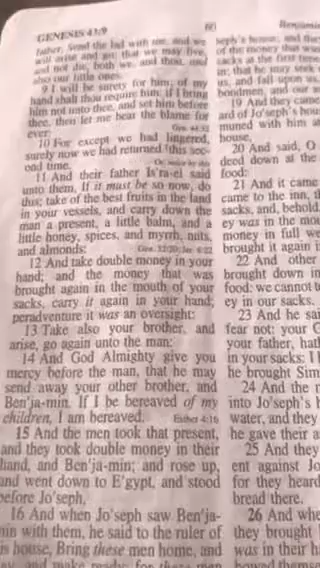 GENESIS 43:9
60
Benjamin
father, Send the lad with me, and we
will arise and go; that we may live,
and not die, both we, and thou, and
also our little ones.
9 I will be surety for him; of my
hand shalt thou require him: if I bring
him not unto thee, and set him before
thee, then let me bear the blame for
ever: Gen. 44:32
10 For except we had lingered,
surely now we had returned this sec-
ond time. Or, twice by this
11 And their father Is'ra-el said
unto them, If it must be so now, do
this; take of the best fruits in the land
in your vessels, and carry down the
man a present, a little balm, and a
little honey, spices, and myrrh, nuts,
and almonds: Gen. 32:20; Jer. 8:22
12 And take double money in your
hand; and the money that was
brought again in the mouth of your
sacks, carry it again in your hand;
peradventure it was an oversight:
13 Take also your brother, and
arise, go again unto the man:
14 And God Almighty give you
mercy before the man, that he may
send away your other brother, and
Ben'ja-min. If I be bereaved of my
children, I am bereaved. Esther 4:16
15 And the men took that present,
and they took double money in their
hand, and Ben'ja-min; and rose up,
and went down to E'gypt, and stood
before Jo'seph.
16 And when Jo'seph saw Ben'ja-
min with them, he said to the ruler of
his house, Bring these men home, and
and make ready; for these men
seph's house; and they
of the money that was
sacks at the first time
in; that he may seek
us, and fall upon us,
bondmen, and our
19 And they came
ard of Jo'seph's hou
muned with him at
house,
20 And said, O
deed down at the
food:
21 And it came
came to the inn, th
sacks, and, behold,
ey was in the mou
money in full we
brought it again i
22 And other
brought down in
food: we cannot t
ey in our sacks.
23 And he sai
fear not: your G
your father, hath
in your sacks: I h
he brought Sim
24 And the m
into Jo'seph's h
water, and they
he gave their a
25 And they
ent against Jo
for they heard
bread there.
26 And whe
they brought
was in their h
bowed themse